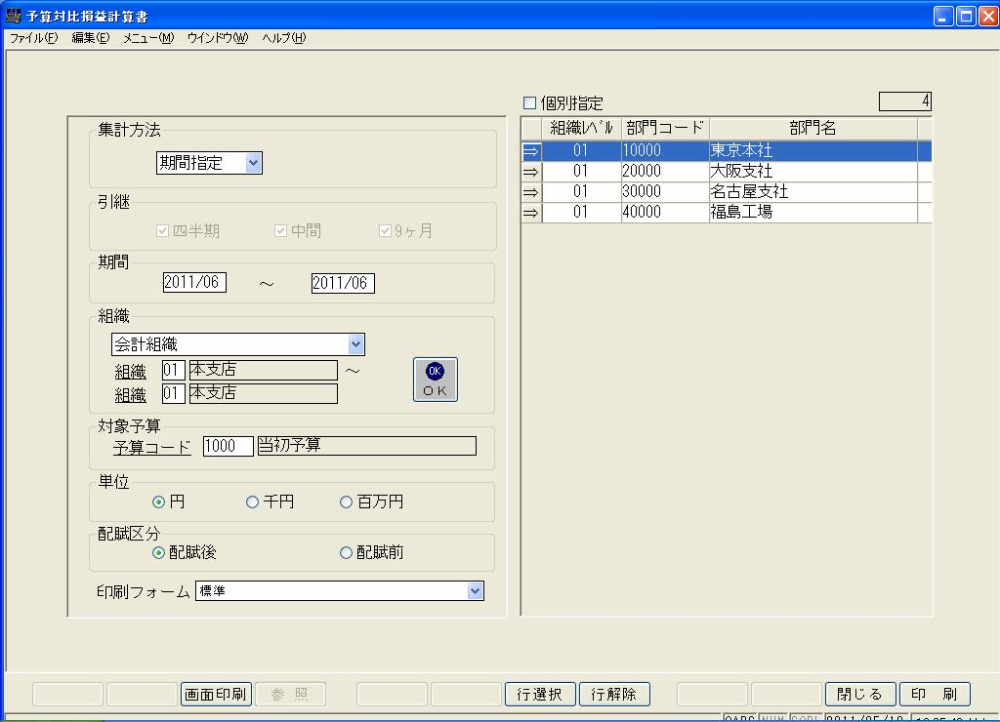 予算対比損益計算書
ファイル(F) 編集(E) メニュー(M) ウインドウ(W) ヘルプ(H)
集計方法
期間指定
引継
四半期 中間 9ヶ月
期間
2011/06 ～ 2011/06
組織
会計組織
組織 01 本支店 ～
組織 01 本支店
OK
OK
対象予算
予算コード 1000 当初予算
単位
円 千円 百万円
配賦区分
配賦後 配賦前
印刷フォーム 標準
個別指定 4
組織ﾚﾍﾞﾙ 部門コード 部門名
⇒ 01 10000 東京本社
⇒ 01 20000 大阪支社
⇒ 01 30000 名古屋支社
⇒ 01 40000 福島工場
画面印刷 参照 行選択 行解除 閉じる 印刷